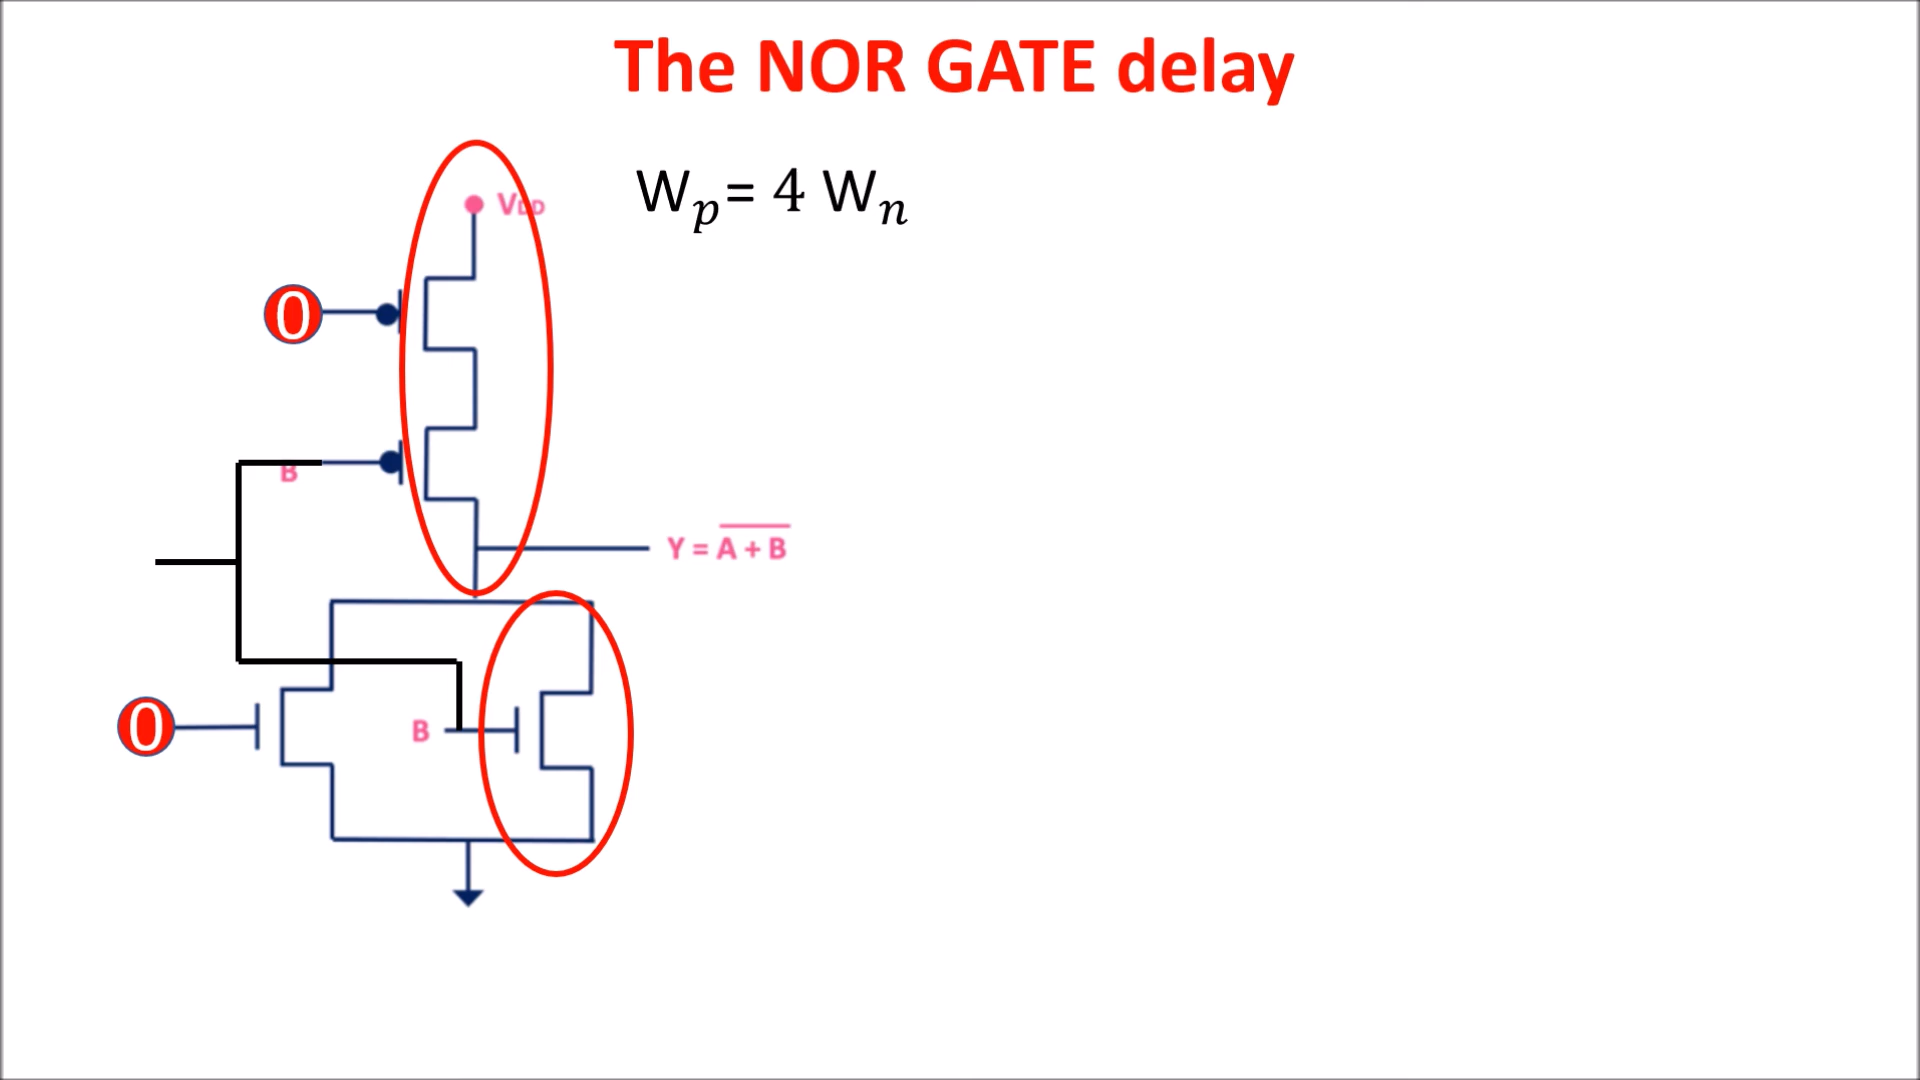 The NOR GATE delay
Wp= 4 Wn
VDD
0
B
Y = A + B
0
B